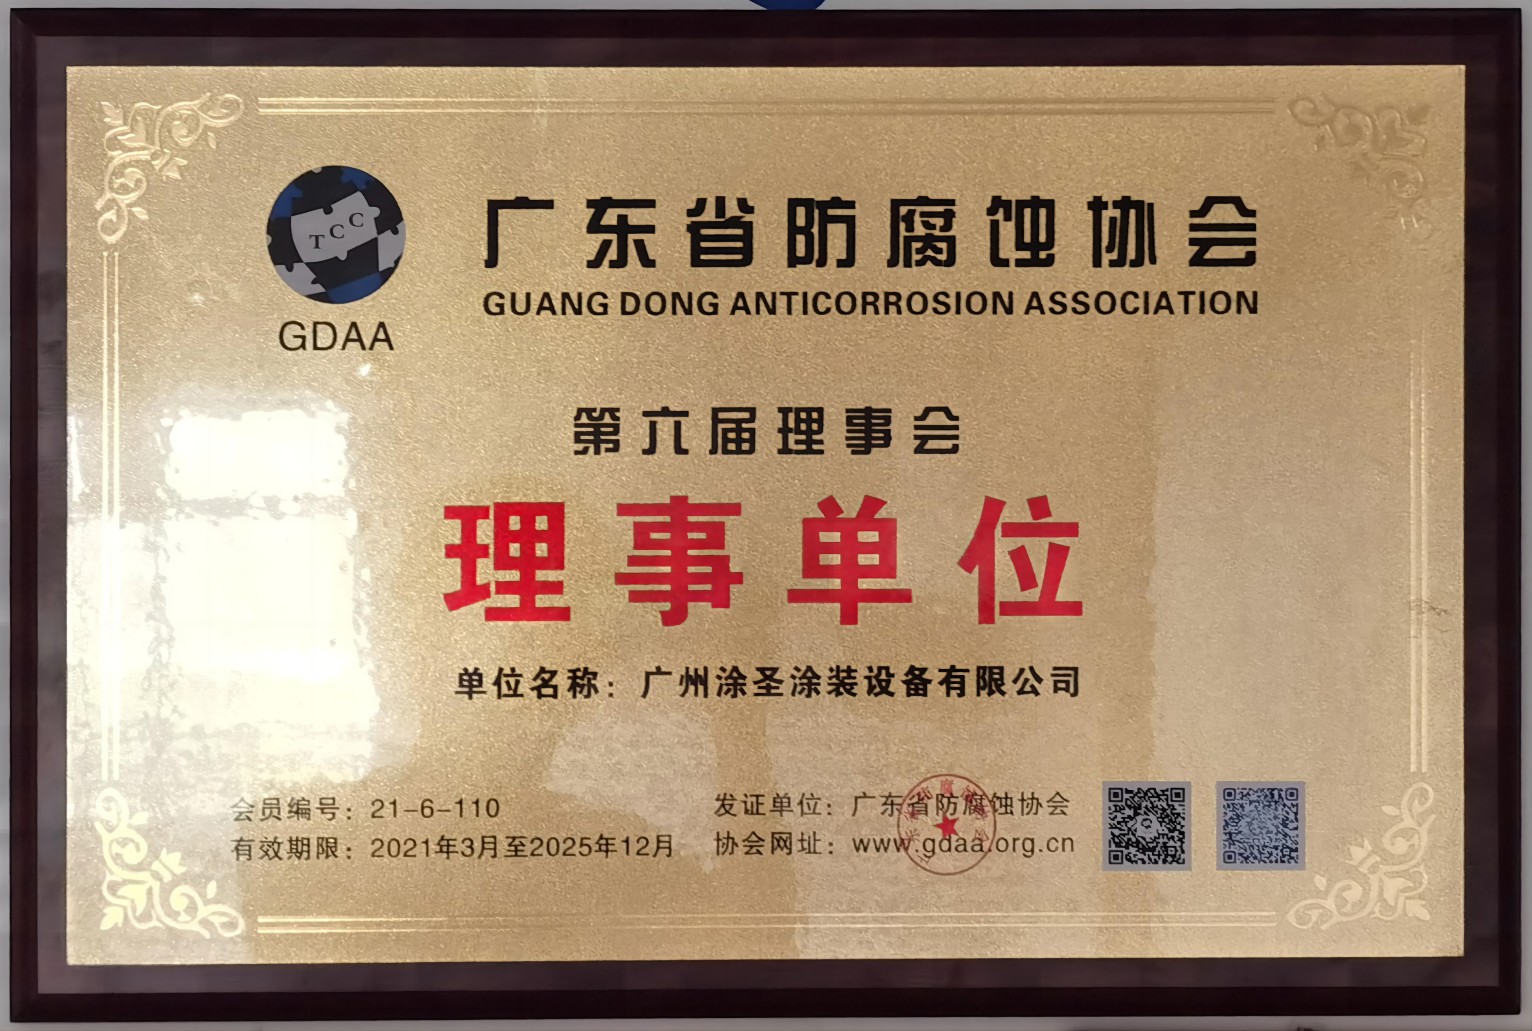 TCC
GDAA
广东省防腐蚀协会
GUANG DONG ANTICORROSION ASSOCIATION
第六届理事会
理事单位
单位名称：广州涂圣涂装设备有限公司
会员编号：21-6-110
有效期限：2021年3月至2025年12月
发证单位：广东省防腐蚀协会
协会网址：www.gdaa.org.cn